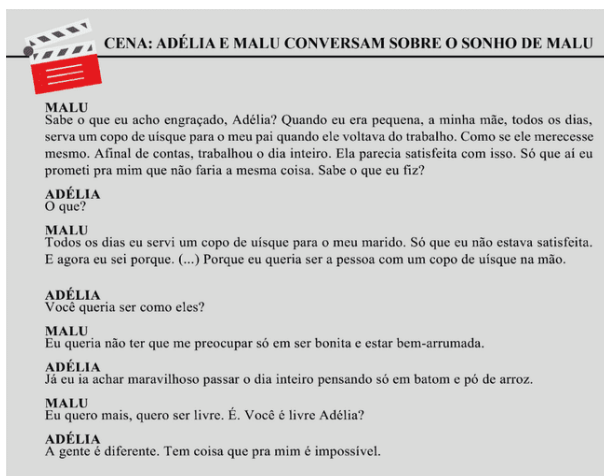 CENA: ADÉLIA E MALU CONVERSAM SOBRE O SONHO DE MALU
MALU
Sabe o que eu acho engraçado, Adélia? Quando eu era pequena, a minha mãe, todos os dias,
serva um copo de uísque para o meu pai quando ele voltava do trabalho. Como se ele merecesse
mesmo. Afinal de contas, trabalhou o dia inteiro. Ela parecia satisfeita com isso. Só que aí eu
prometi pra mim que não faria a mesma coisa. Sabe o que eu fiz?
ADÉLIA
O que?
MALU
Todos os dias eu servi um copo de uísque para o meu marido. Só que eu não estava satisfeita.
E agora eu sei porque. (...) Porque eu queria ser a pessoa com um copo de uísque na mão.
ADÉLIA
Você queria ser como eles?
MALU
Eu queria não ter que me preocupar só em ser bonita e estar bem-arrumada.
ADÉLIA
Já eu ia achar maravilhoso passar o dia inteiro pensando só em batom e pó de arroz.
MALU
Eu quero mais, quero ser livre. É. Você é livre Adélia?
ADÉLIA
A gente é diferente. Tem coisa que pra mim é impossível.